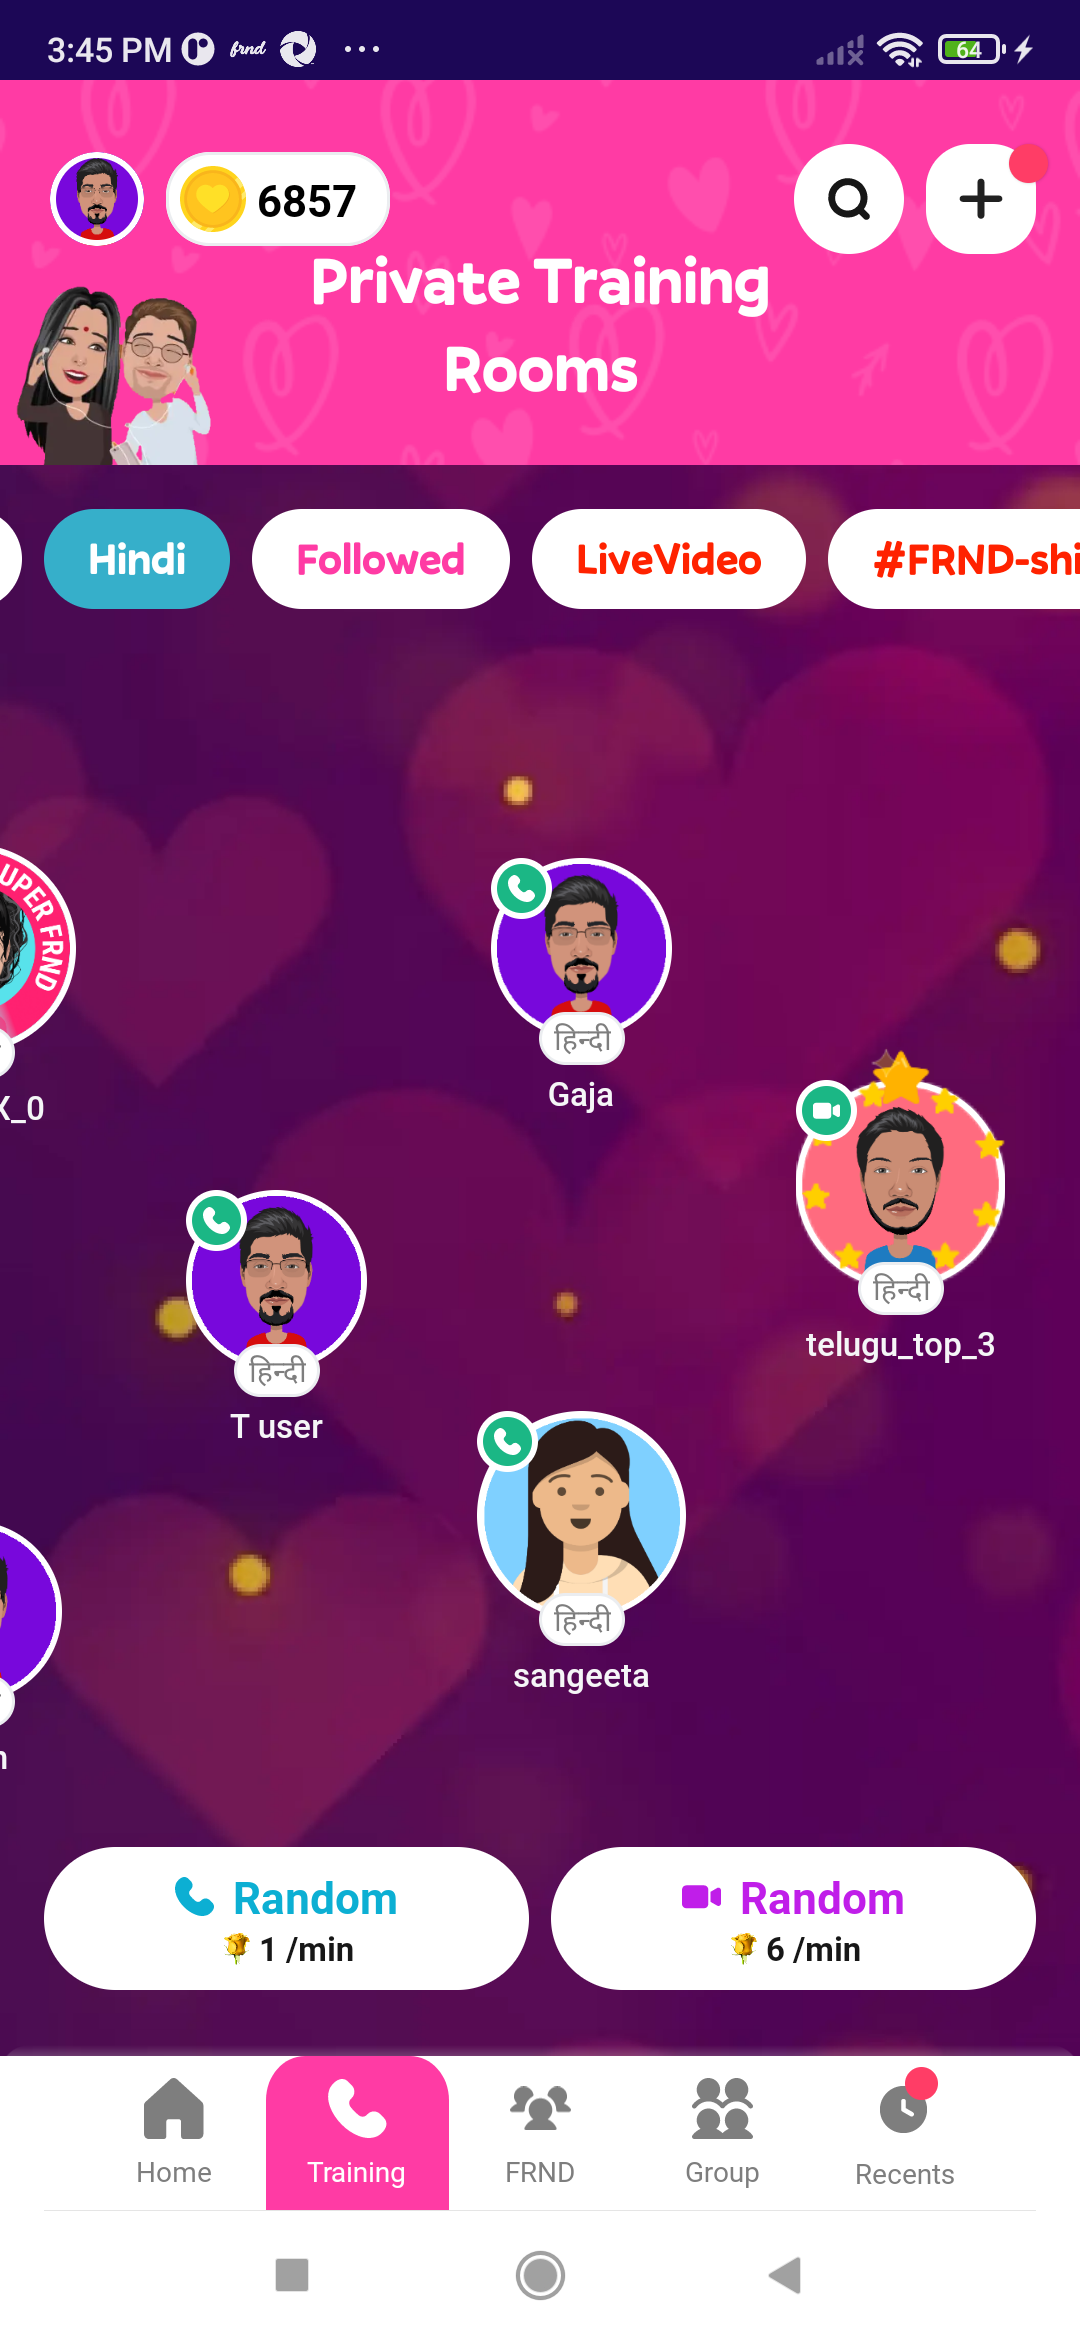 3:45 PM frnd ... 64
6857
Private Training
Rooms
Hindi Followed LiveVideo #FRND-shi
UPER FRND
हिन्दी
Gaja
X_0
हिन्दी
telugu_top_3
हिन्दी
T user
हिन्दी
sangeeta
Random Random
1 /min 6 /min
Home Training FRND Group Recents